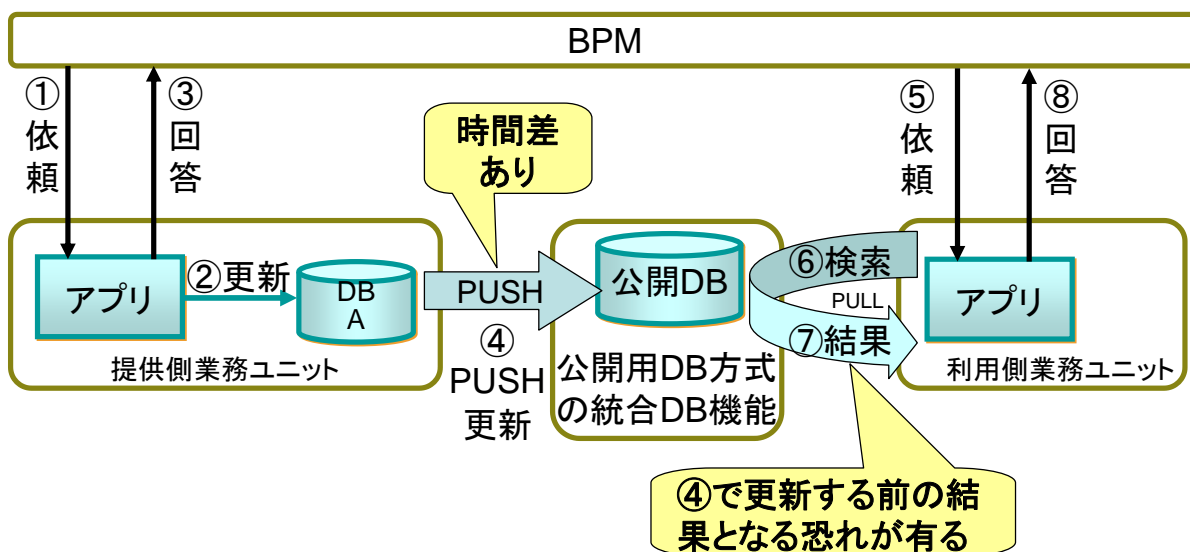 BPM
①
依
頼
③
回
答
時間差
あり
⑤
依
頼
⑧
回
答
アプリ
②更新
DB
A
提供側業務ユニット
PUSH
④
PUSH
更新
公開DB
公開用DB方式
の統合DB機能
⑥検索
PULL
⑦結果
アプリ
利用側業務ユニット
④で更新する前の結
果となる恐れが有る